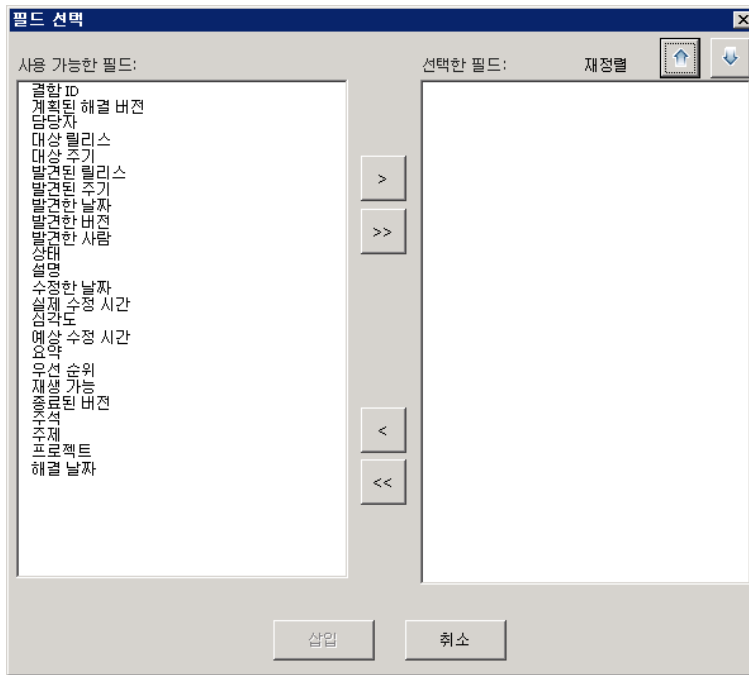 필드 선택
사용 가능한 필드:
선택한 필드:
재정렬
결함 ID
계획된 해결 버전
담당자
대상 릴리스
대상 주기
발견된 릴리스
발견된 주기
발견한 날짜
발견한 버전
발견한 사람
상태
설명
수정한 날짜
실제 수정 시간
심각도
예상 수정 시간
요약
우선 순위
재생 가능
종료된 버전
주석
주제
프로젝트
해결 날짜
>
>>
<
<<
삽입
취소